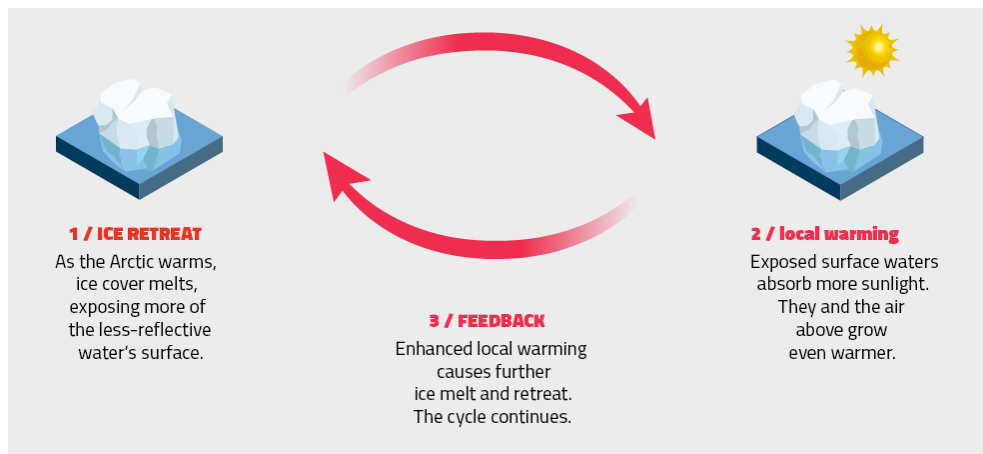 1 / ICE RETREAT
As the Arctic warms,
ice cover melts,
exposing more of
the less-reflective
water's surface.
2 / local warming
Exposed surface waters
absorb more sunlight.
They and the air
above grow
even warmer.
3 / FEEDBACK
Enhanced local warming
causes further
ice melt and retreat.
The cycle continues.